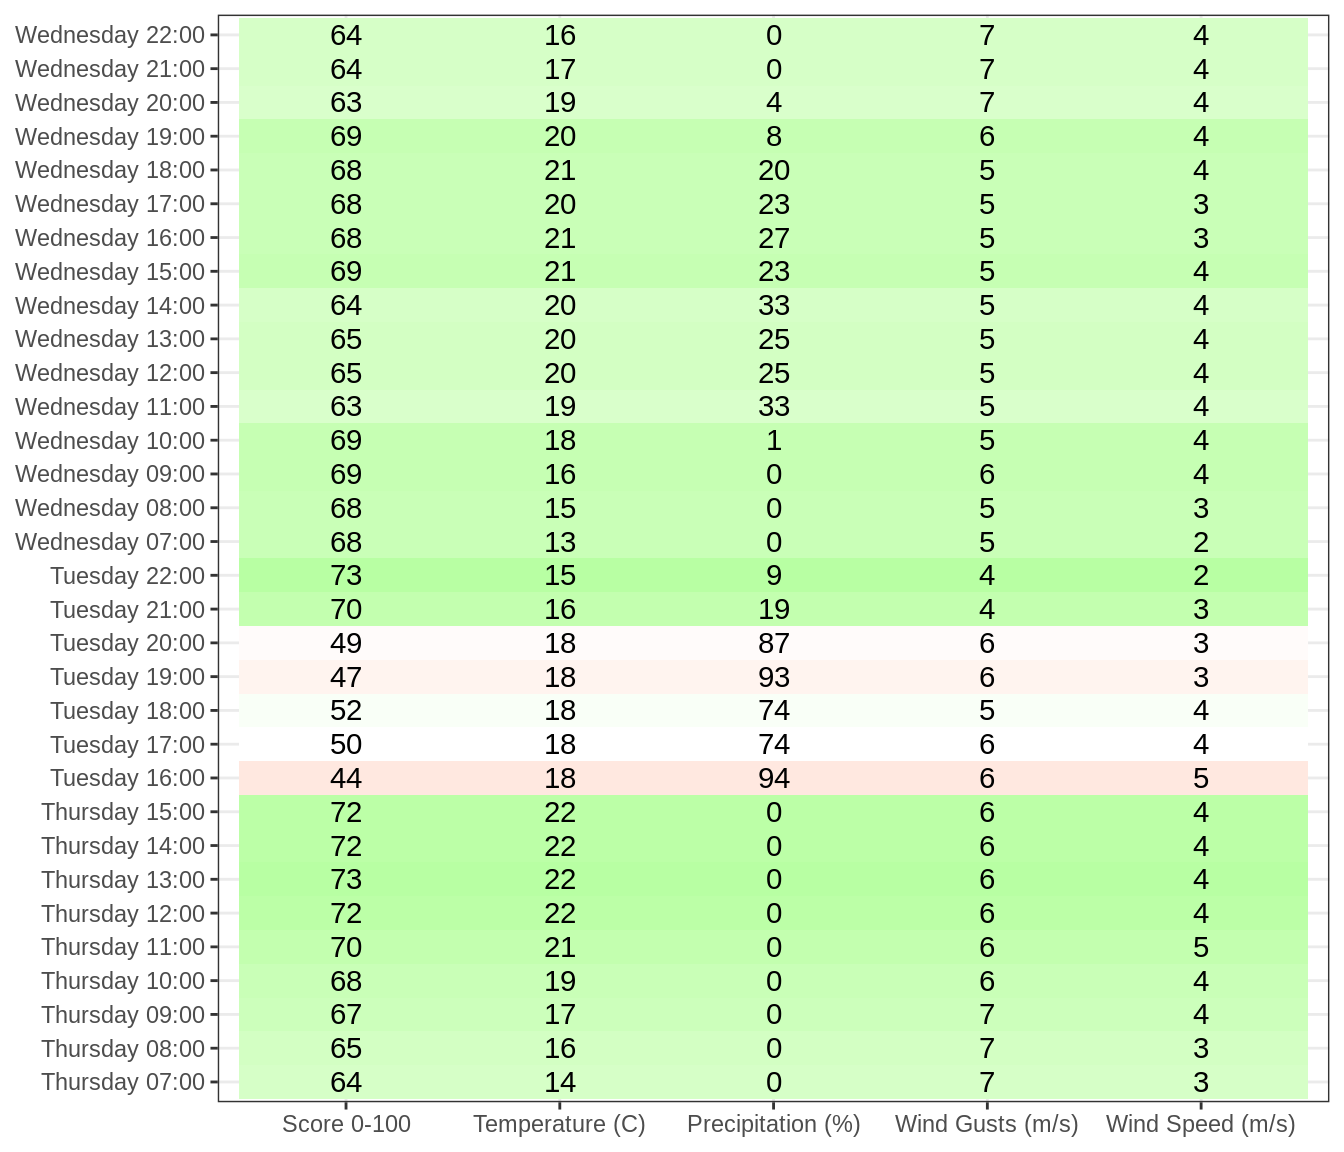 Wednesday 22:00 64 16 0 7 4
Wednesday 21:00 64 17 0 7 4
Wednesday 20:00 63 19 4 7 4
Wednesday 19:00 69 20 8 6 4
Wednesday 18:00 68 21 20 5 4
Wednesday 17:00 68 20 23 5 3
Wednesday 16:00 68 21 27 5 3
Wednesday 15:00 69 21 23 5 4
Wednesday 14:00 64 20 33 5 4
Wednesday 13:00 65 20 25 5 4
Wednesday 12:00 65 20 25 5 4
Wednesday 11:00 63 19 33 5 4
Wednesday 10:00 69 18 1 5 4
Wednesday 09:00 69 16 0 6 4
Wednesday 08:00 68 15 0 5 3
Wednesday 07:00 68 13 0 5 2
Tuesday 22:00 73 15 9 4 2
Tuesday 21:00 70 16 19 4 3
Tuesday 20:00 49 18 87 6 3
Tuesday 19:00 47 18 93 6 3
Tuesday 18:00 52 18 74 5 4
Tuesday 17:00 50 18 74 6 4
Tuesday 16:00 44 18 94 6 5
Thursday 15:00 72 22 0 6 4
Thursday 14:00 72 22 0 6 4
Thursday 13:00 73 22 0 6 4
Thursday 12:00 72 22 0 6 4
Thursday 11:00 70 21 0 6 5
Thursday 10:00 68 19 0 6 4
Thursday 09:00 67 17 0 7 4
Thursday 08:00 65 16 0 7 3
Thursday 07:00 64 14 0 7 3
Score 0-100 Temperature (C) Precipitation (%) Wind Gusts (m/s) Wind Speed (m/s)